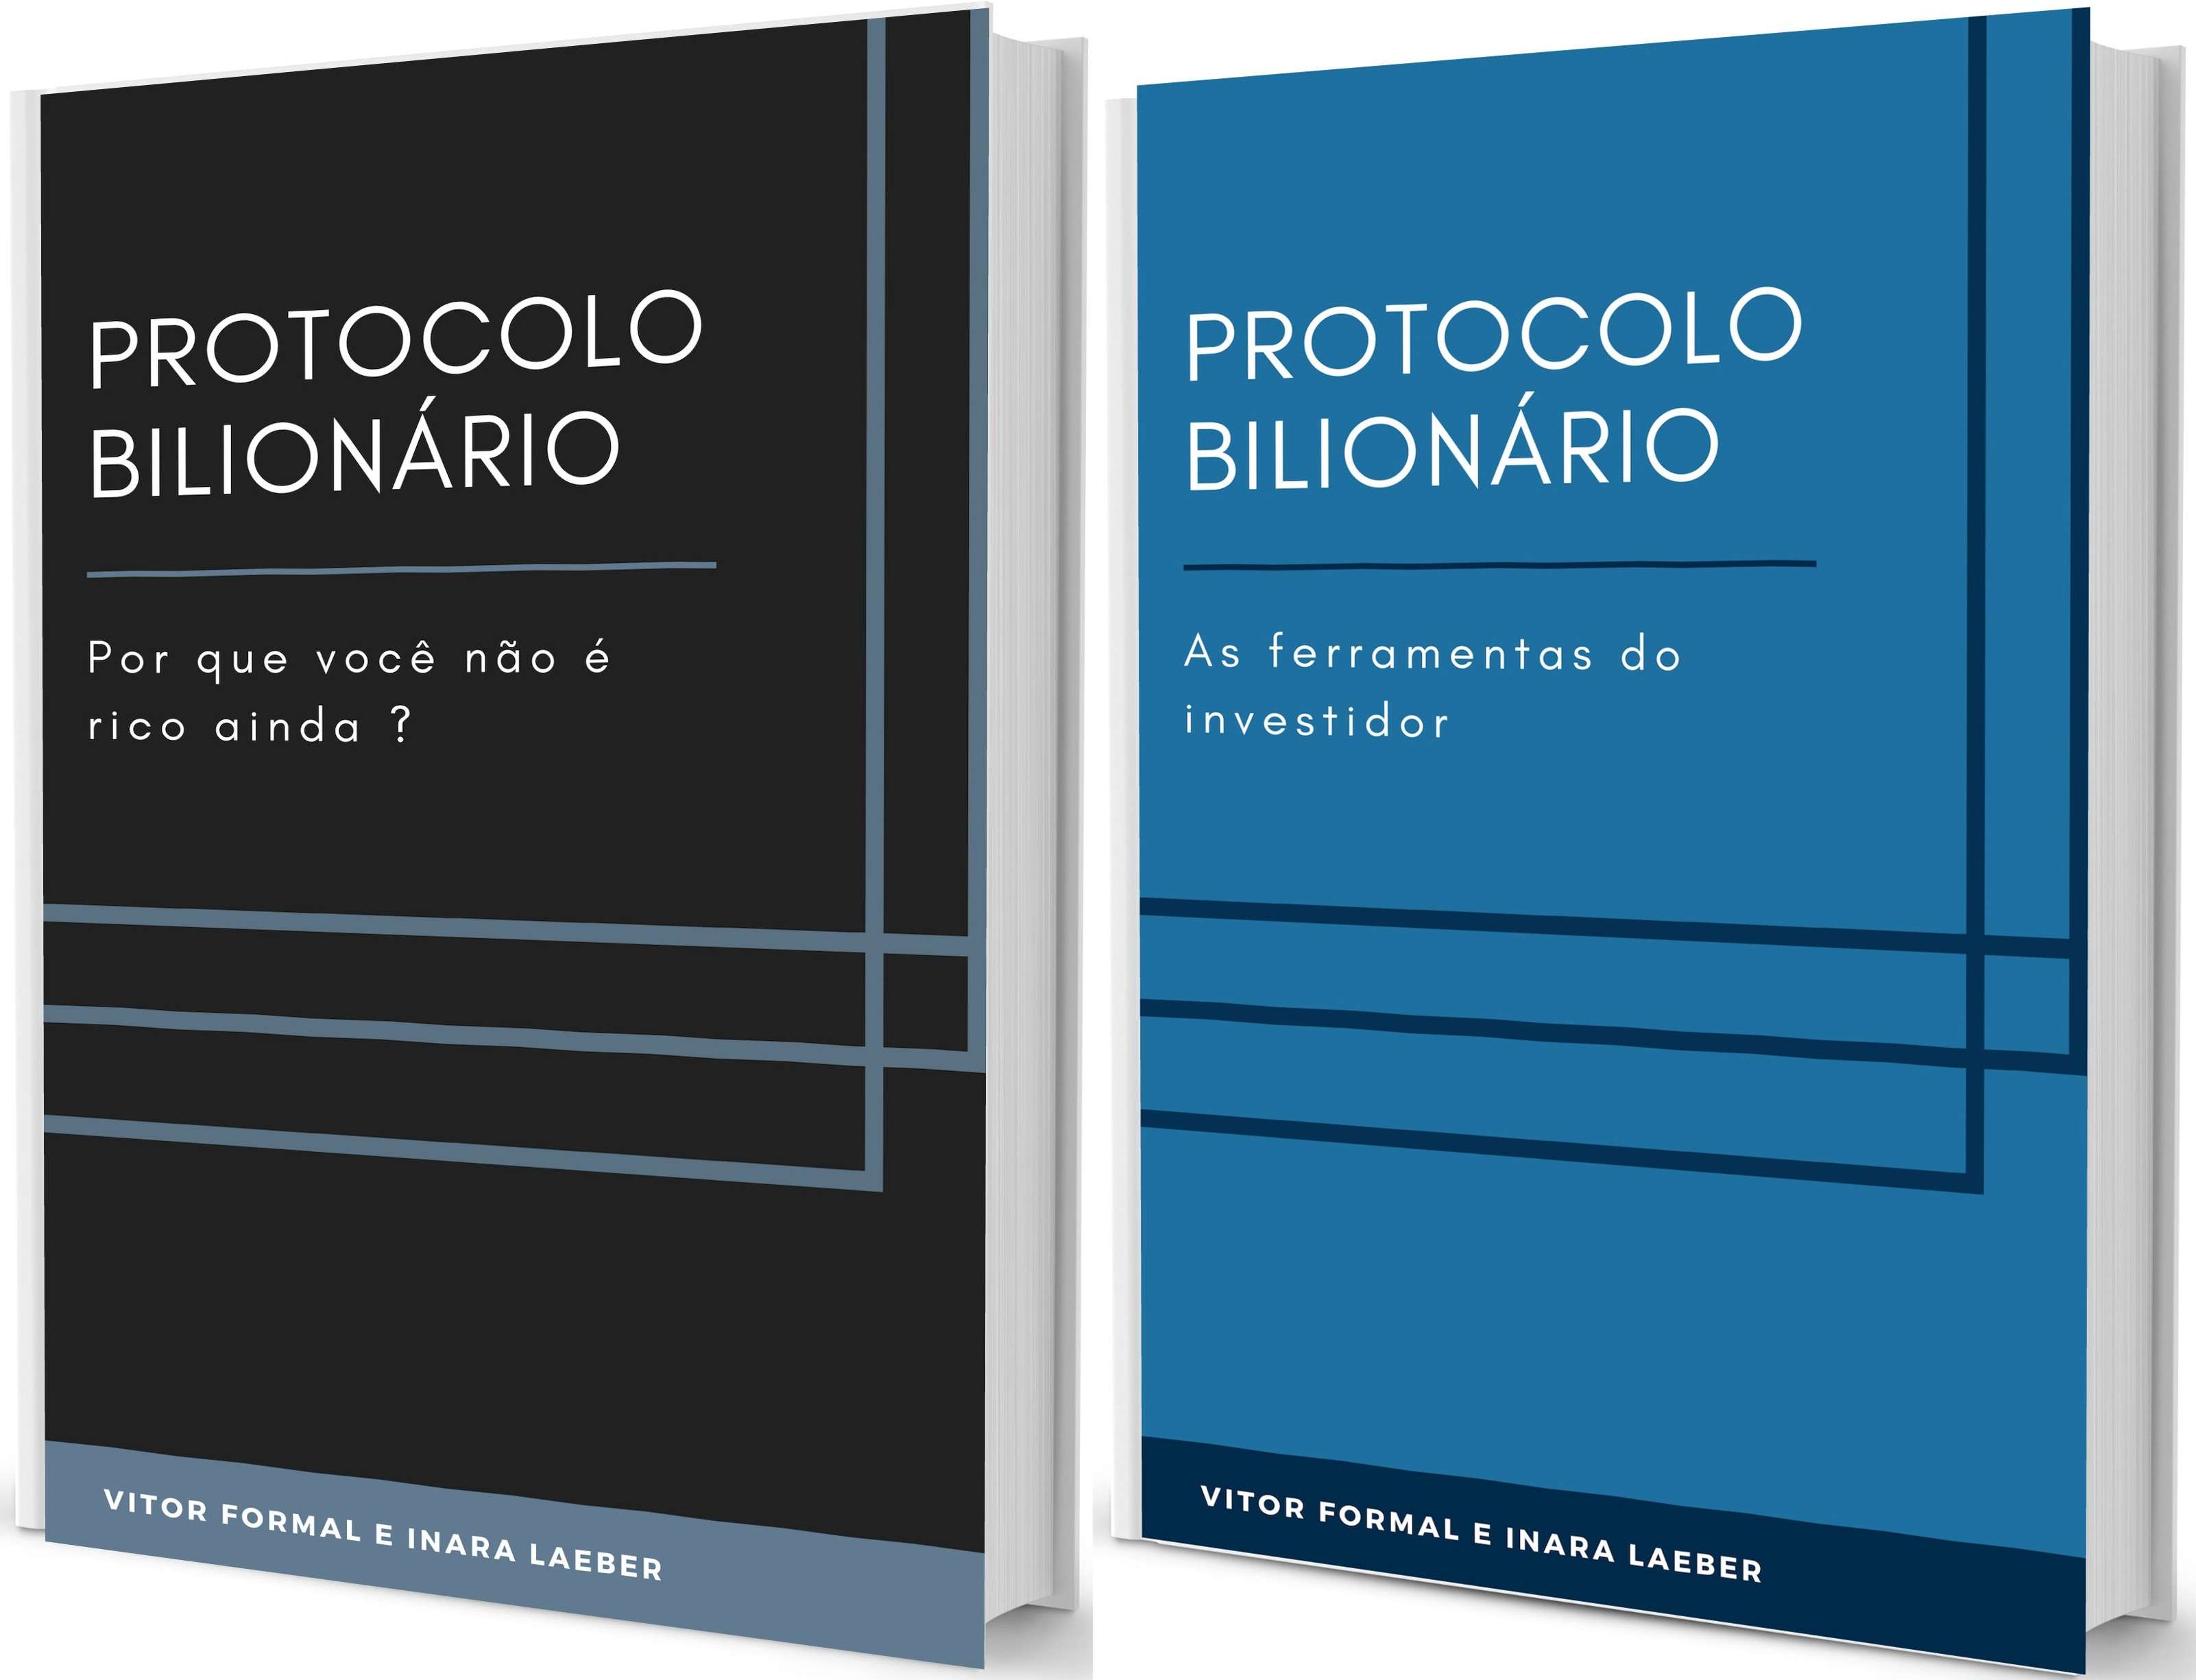 PROTOCOLO
BILIONÁRIO
Por que você não é
rico ainda ?
VITOR FORMAL E INARA LAEBER
PROTOCOLO
BILIONÁRIO
As ferramentas do
investidor
VITOR FORMAL E INARA LAEBER